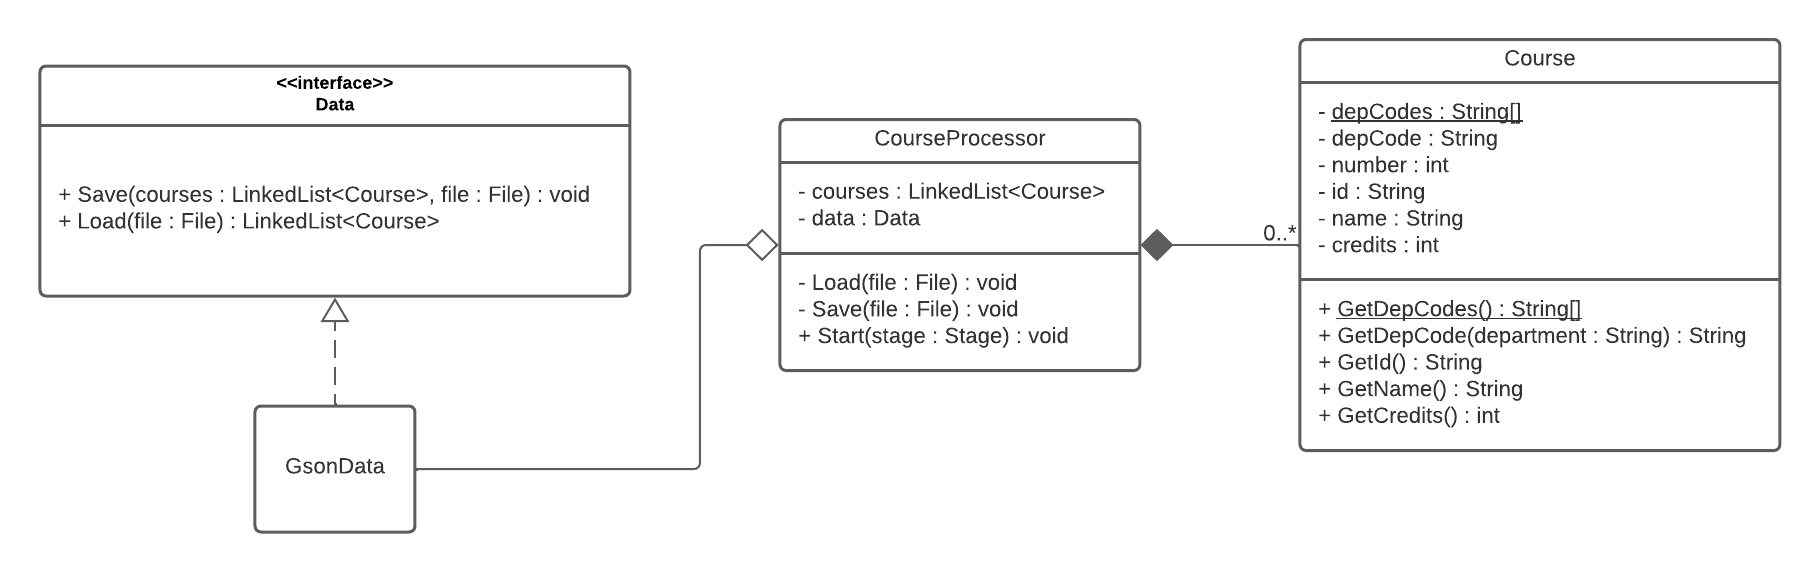 <<interface>>
Data
+ Save(courses : LinkedList<Course>, file : File) : void
+ Load(file : File) : LinkedList<Course>
GsonData
CourseProcessor
- courses : LinkedList<Course>
- data : Data
- Load(file : File) : void
- Save(file : File) : void
+ Start(stage : Stage) : void
0..*
Course
- depCodes : String[]
- depCode : String
- number : int
- id : String
- name : String
- credits : int
+ GetDepCodes() : String[]
+ GetDepCode(department : String) : String
+ GetId() : String
+ GetName() : String
+ GetCredits() : int